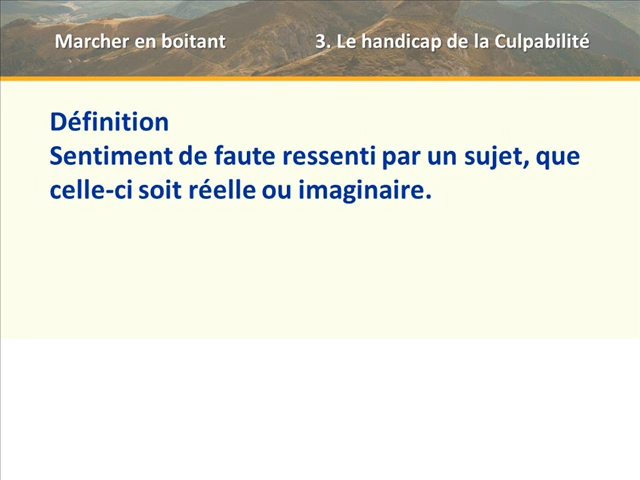 Marcher en boitant 3. Le handicap de la Culpabilité
Définition
Sentiment de faute ressenti par un sujet, que
celle-ci soit réelle ou imaginaire.